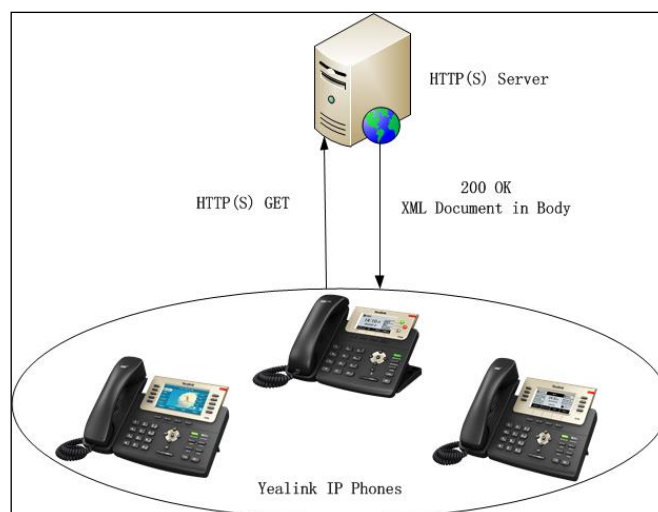 HTTP(S) Server
HTTP(S) GET
200 OK
XML Document in Body
Yealink IP Phones